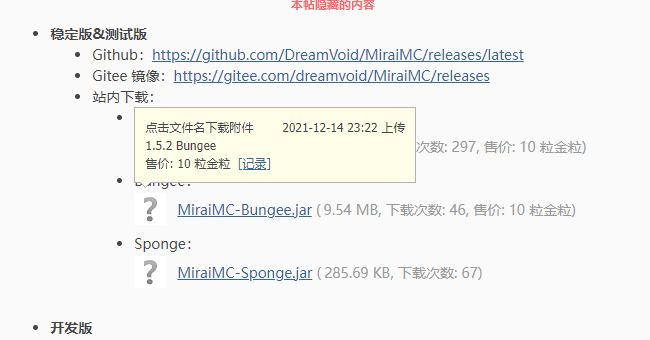 本帖隐藏的内容
稳定版&测试版
Github：https://github.com/DreamVoid/MiraiMC/releases/latest
Gitee 镜像：https://gitee.com/dreamvoid/MiraiMC/releases
站内下载：
点击文件名下载附件 2021-12-14 23:22 上传
1.5.2 Bungee
次数: 297, 售价: 10 粒金粒)
售价: 10 粒金粒 [记录]
Bungee：
MiraiMC-Bungee.jar (9.54 MB, 下载次数: 46, 售价: 10 粒金粒)
Sponge：
MiraiMC-Sponge.jar (285.69 KB, 下载次数: 67)
开发版